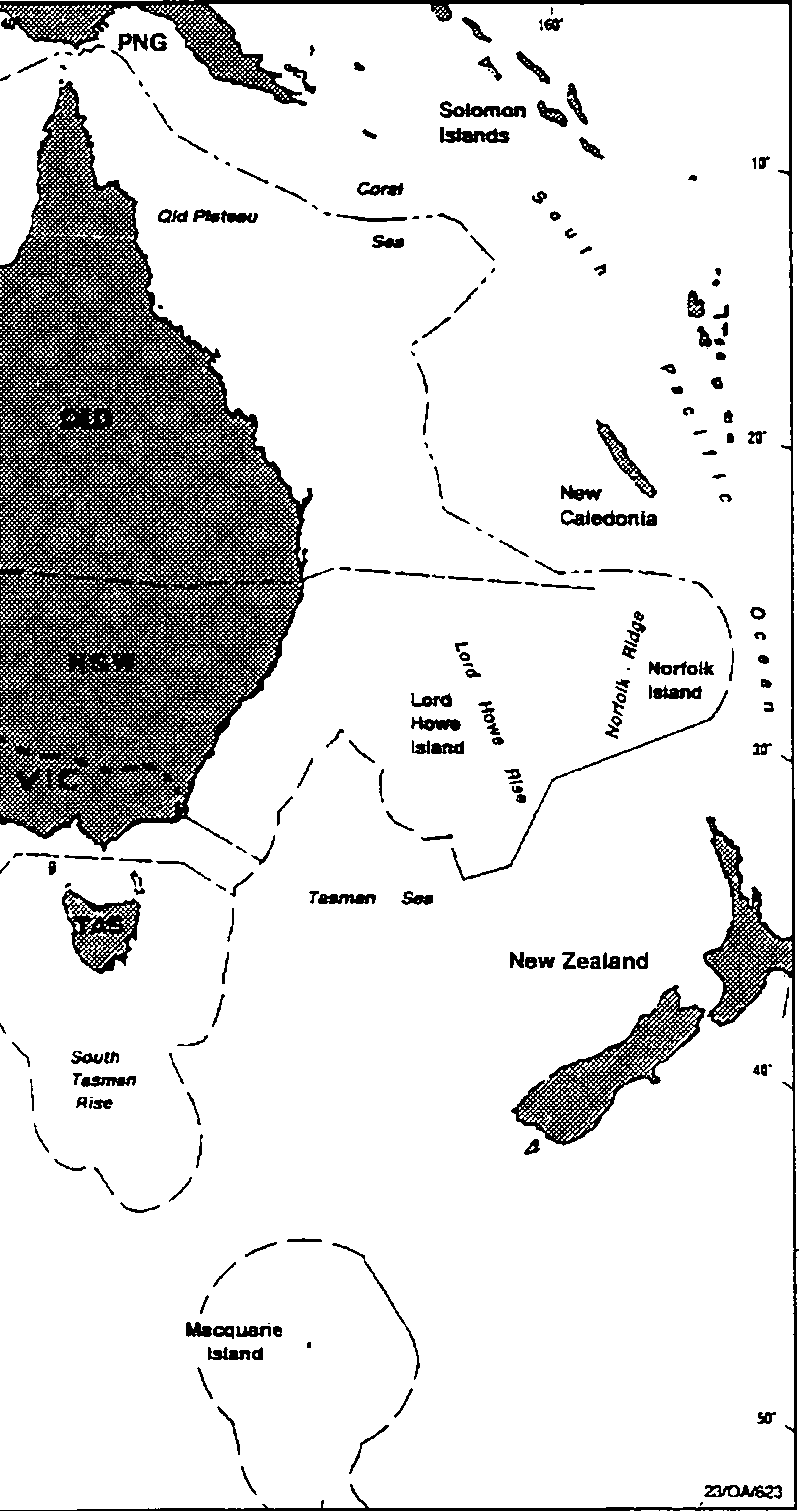 PNG
160°
Solomon
Islands
10°
Coral
Qld Plateau
Sea
South
Pacific
QLD
20°
New
Caledonia
Ocean
Norfolk Ridge
Lord Howe Rise
NSW
Norfolk
Island
Lord
Howe
Island
30°
VIC
Tasman Sea
TAS
New Zealand
South
Tasman
Rise
40°
Macquarie
Island
50°
23/OA/623